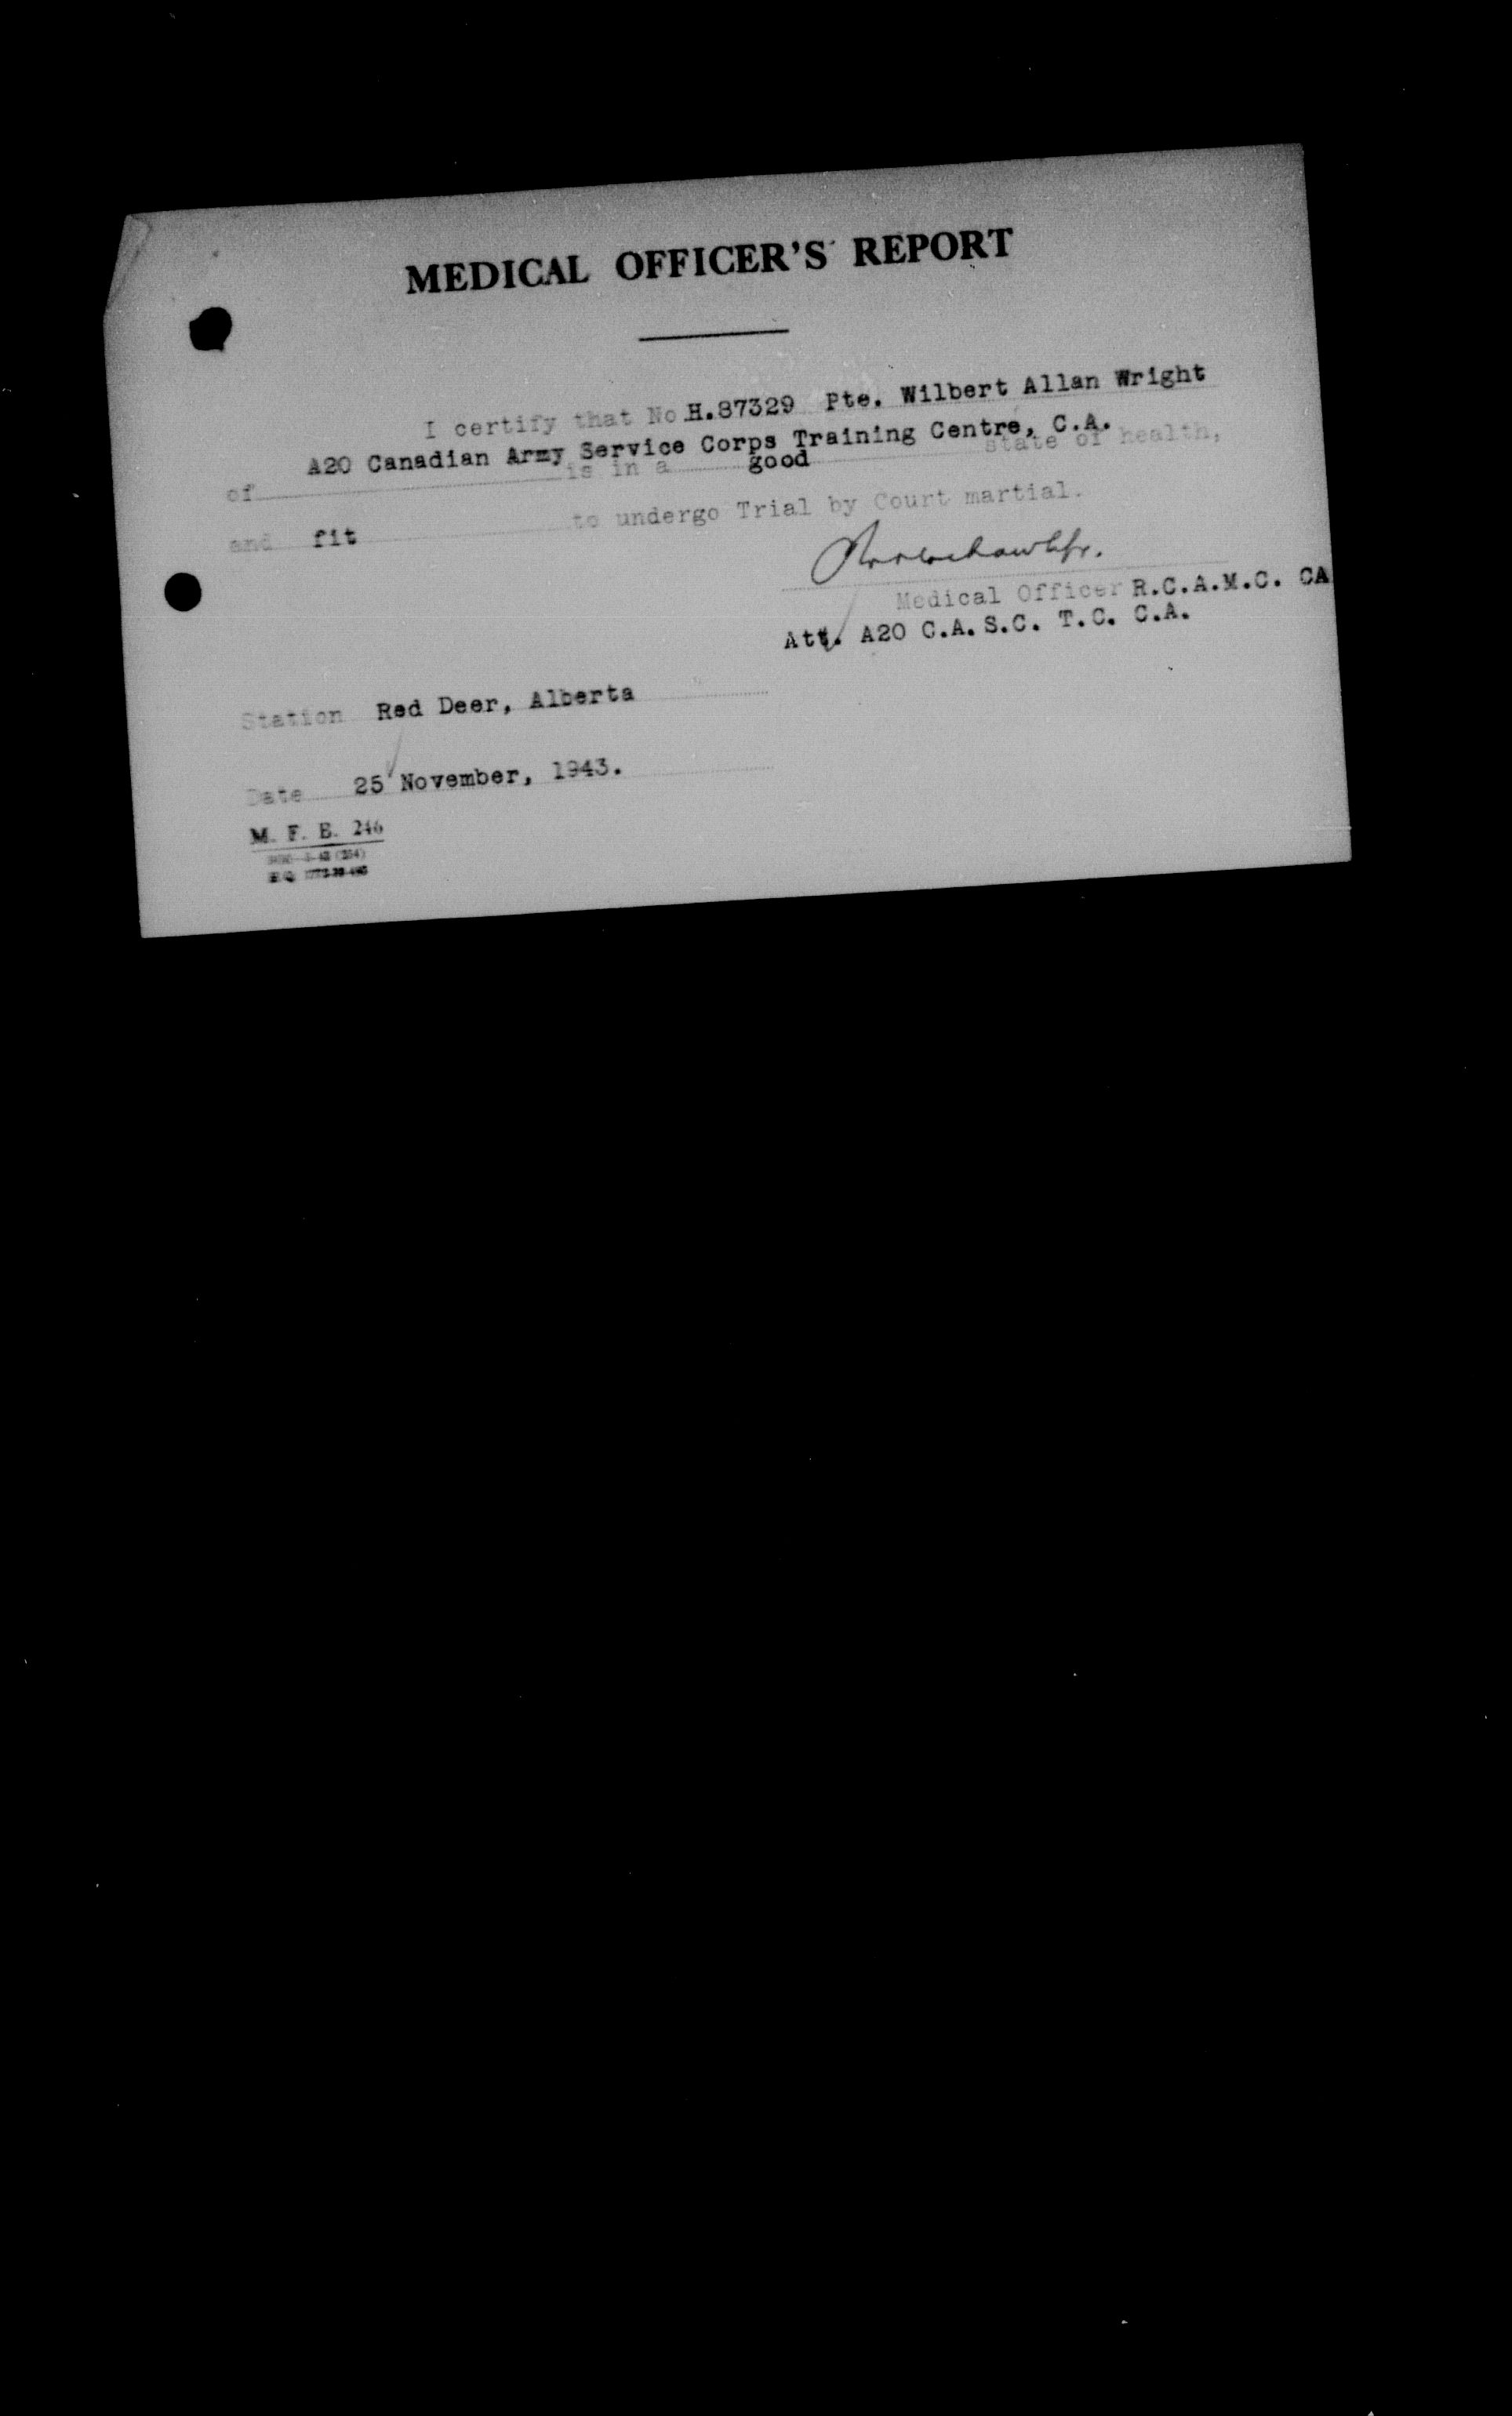 MEDICAL OFFICER'S REPORT
I certify that No. H.87329 Pte. Wilbert Allan Wright
of A20 Canadian Army Service Corps Training Centre, C.A. is in a good state of health,
and fit to undergo Trial by Court martial.
Medical Officer R.C.A.M.C. CA
Att. A20 C.A.S.C. T.C. C.A.
Station Red Deer, Alberta
Date 25 November, 1943.
M. F. B. 246